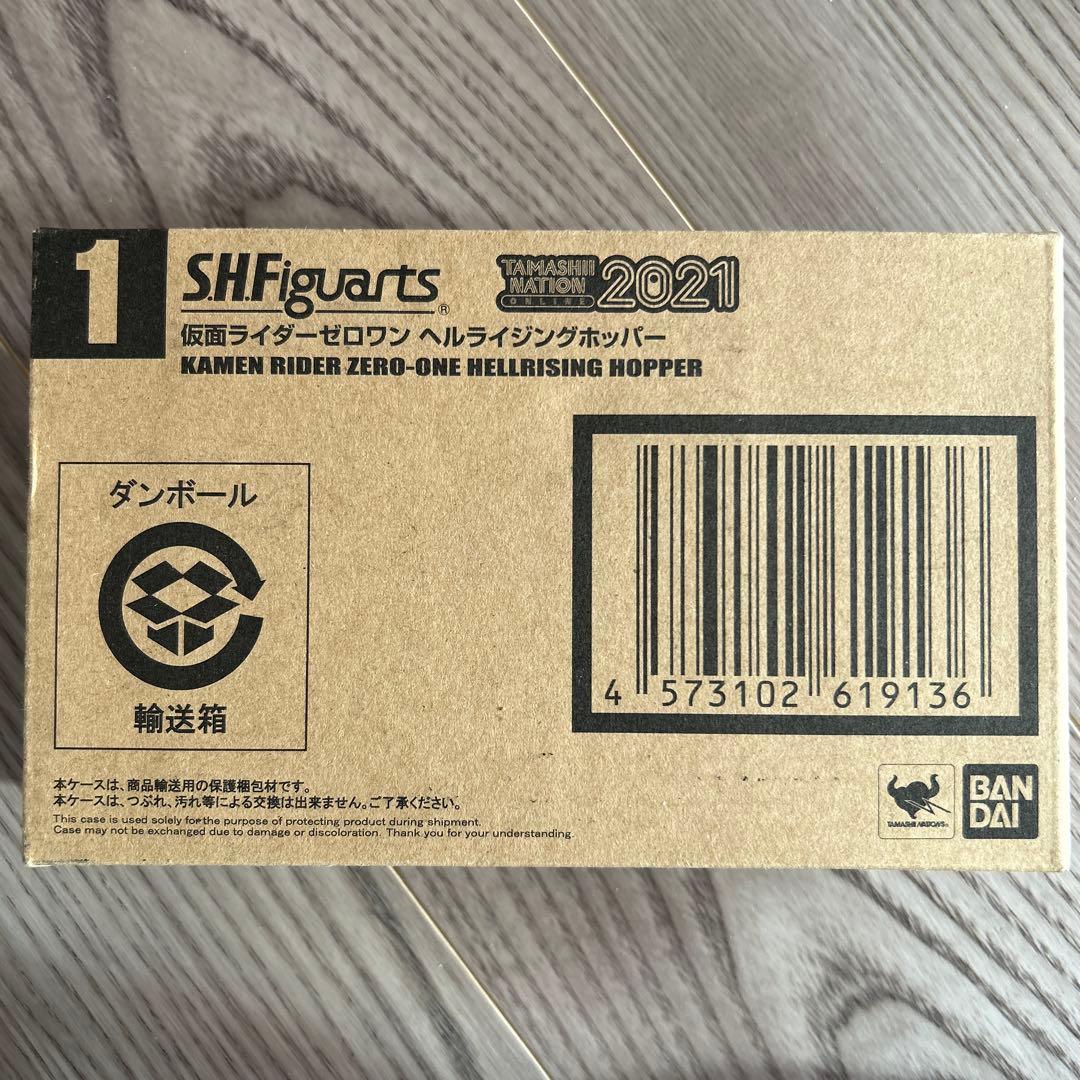 1
S.H.Figuarts®
TAMASHII
NATION
ONLINE
2021
仮面ライダーゼロワン ヘルライジングホッパー
KAMEN RIDER ZERO-ONE HELLRISING HOPPER
ダンボール
輸送箱
4 573102 619136
本ケースは、商品輸送用の保護梱包材です。
本ケースは、つぶれ、汚れ等による交換は出来ません。ご了承ください。
This case is used solely for the purpose of protecting product during shipment.
Case may not be exchanged due to damage or discoloration. Thank you for your understanding.
TAMASHII NATIONS
BAN
DAI